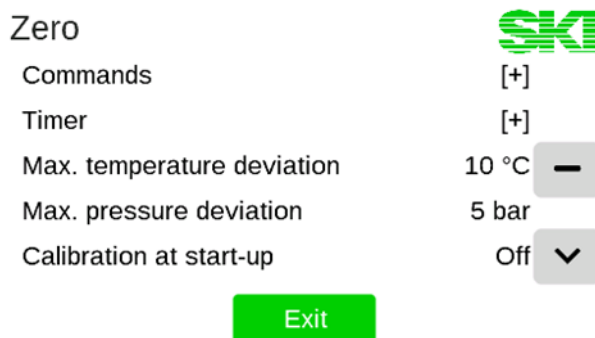 Zero
Commands [+]
Timer [+]
Max. temperature deviation 10 °C
Max. pressure deviation 5 bar
Calibration at start-up Off
Exit